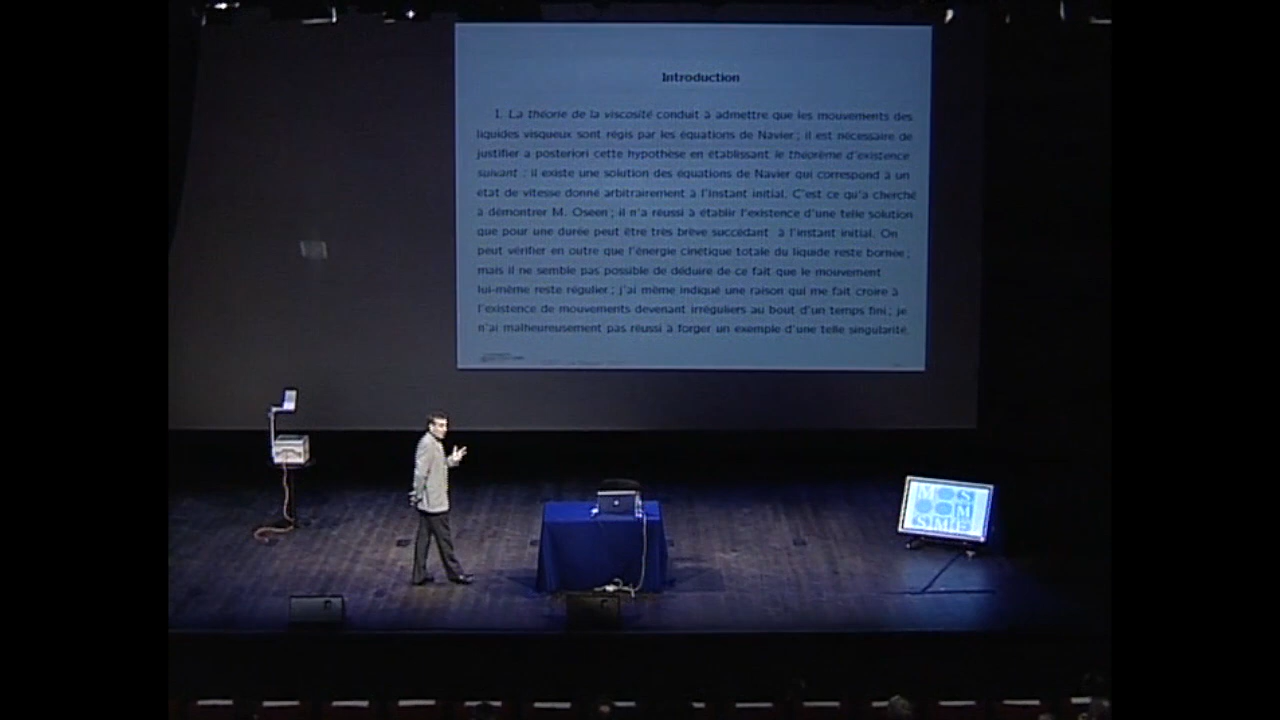 Introduction
1. La théorie de la viscosité conduit à admettre que les mouvements des
liquides visqueux sont régis par les équations de Navier ; il est nécessaire de
justifier a posteriori cette hypothèse en établissant le théorème d'existence
suivant : il existe une solution des équations de Navier qui correspond à un
état de vitesse donné arbitrairement à l'instant initial. C'est ce qu'a cherché
à démontrer M. Oseen ; il n'a réussi à établir l'existence d'une telle solution
que pour une durée peut être très brève succédant à l'instant initial. On
peut vérifier en outre que l'énergie cinétique totale du liquide reste bornée ;
mais il ne semble pas possible de déduire de ce fait que le mouvement
lui-même reste régulier ; j'ai même indiqué une raison qui me fait croire à
l'existence de mouvements devenant irréguliers au bout d'un temps fini ; je
n'ai malheureusement pas réussi à forger un exemple d'une telle singularité.
M S
M
S M F